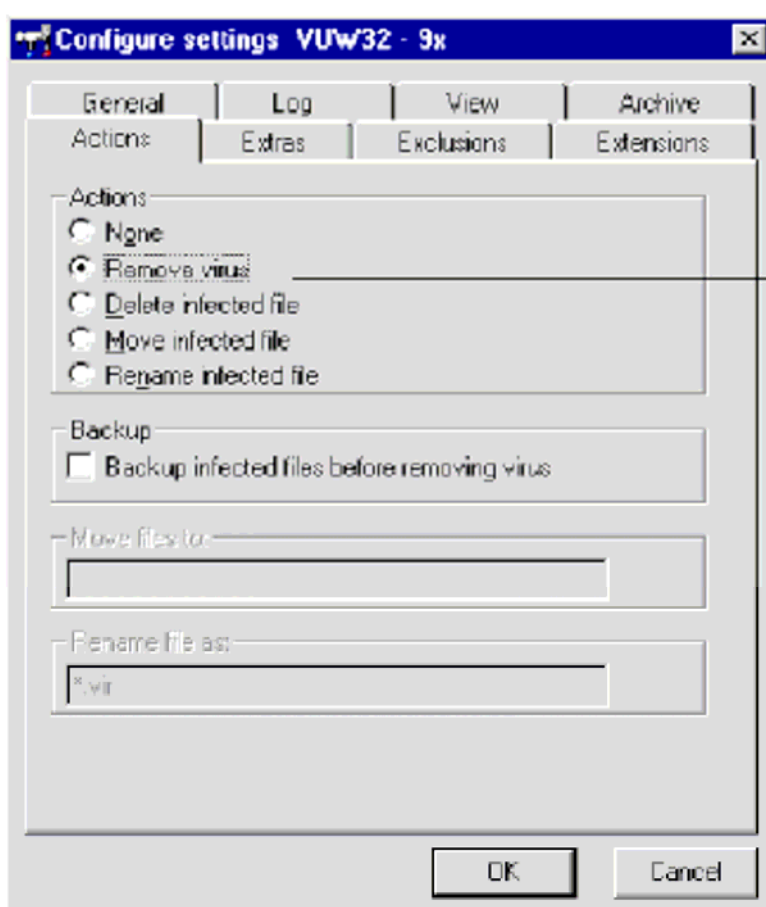 Configure settings VUW32 - 9x
General Log View Archive
Actions Extras Exclusions Extensions
Actions
None
Remove virus
Delete infected file
Move infected file
Rename infected file
Backup
Backup infected files before removing virus
Move files to:
Rename file as:
*.vir
OK Cancel